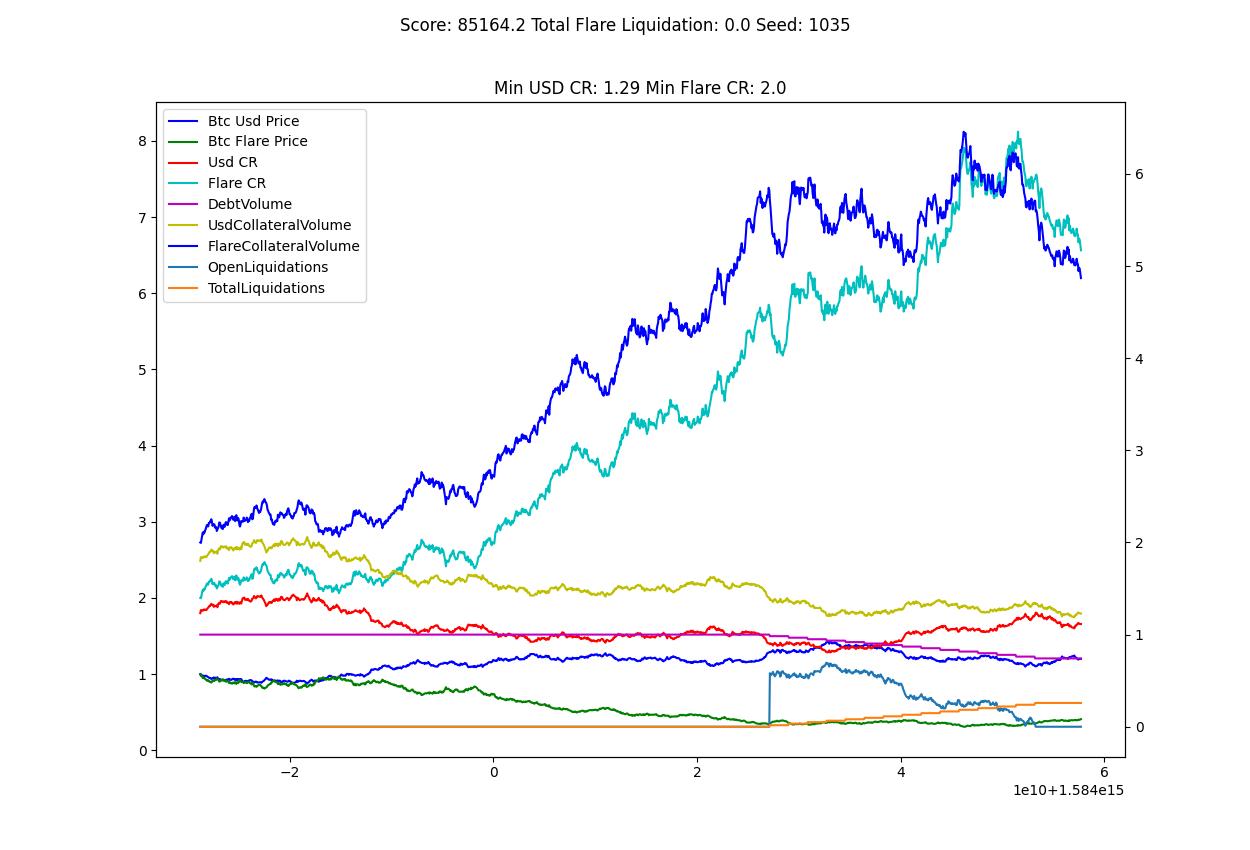 Score: 85164.2 Total Flare Liquidation: 0.0 Seed: 1035
Min USD CR: 1.29 Min Flare CR: 2.0
Btc Usd Price
Btc Flare Price
Usd CR
Flare CR
DebtVolume
UsdCollateralVolume
FlareCollateralVolume
OpenLiquidations
TotalLiquidations
8
7
6
5
4
3
2
1
0
6
5
4
3
2
1
0
−2
0
2
4
6
1e10+1.584e15